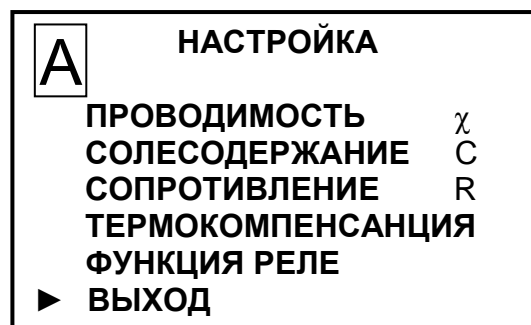 A НАСТРОЙКА
ПРОВОДИМОСТЬ χ
СОЛЕСОДЕРЖАНИЕ C
СОПРОТИВЛЕНИЕ R
ТЕРМОКОМПЕНСАНЦИЯ
ФУНКЦИЯ РЕЛЕ
► ВЫХОД